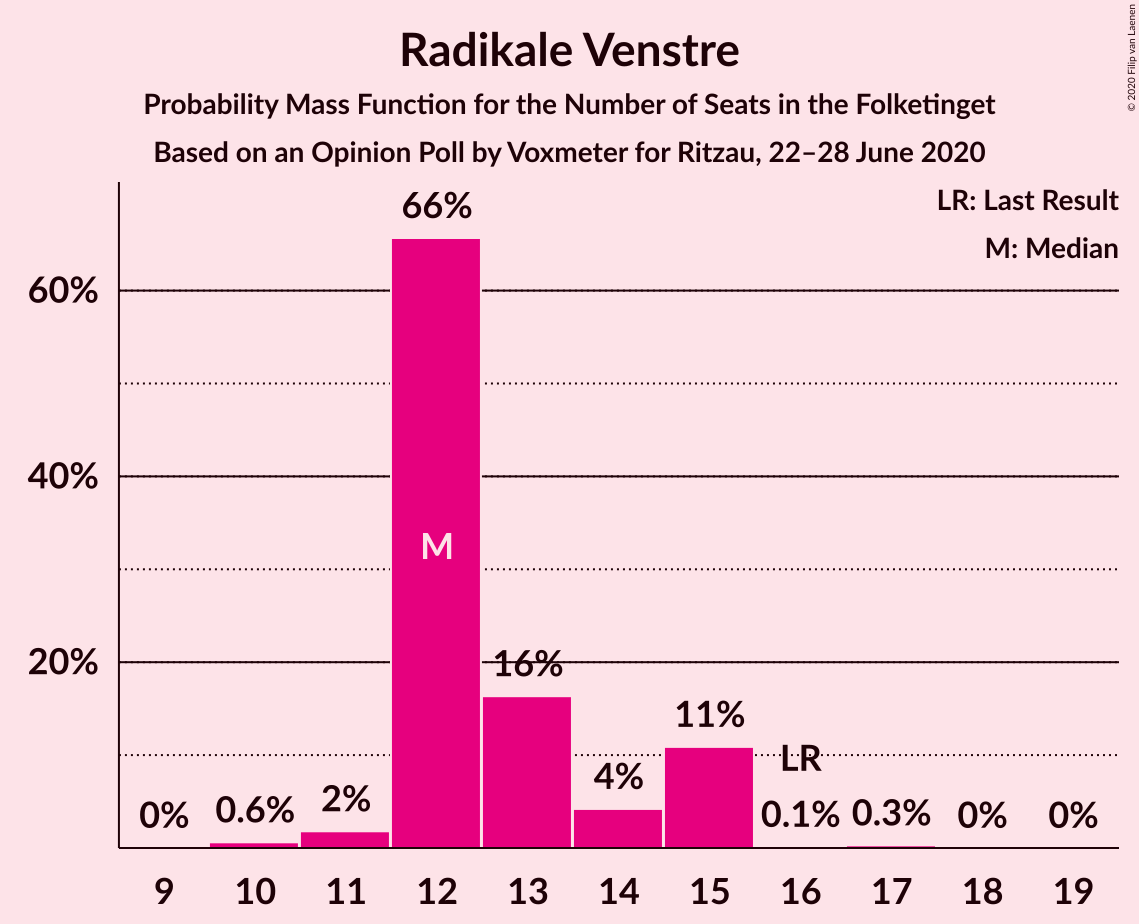 Radikale Venstre
Probability Mass Function for the Number of Seats in the Folketinget
Based on an Opinion Poll by Voxmeter for Ritzau, 22–28 June 2020
© 2020 Filip van Laenen
LR: Last Result
M: Median
60%
40%
20%
0%
0.6%
2%
66%
M
16%
4%
11%
LR
0.1%
0.3%
0%
0%
9 10 11 12 13 14 15 16 17 18 19